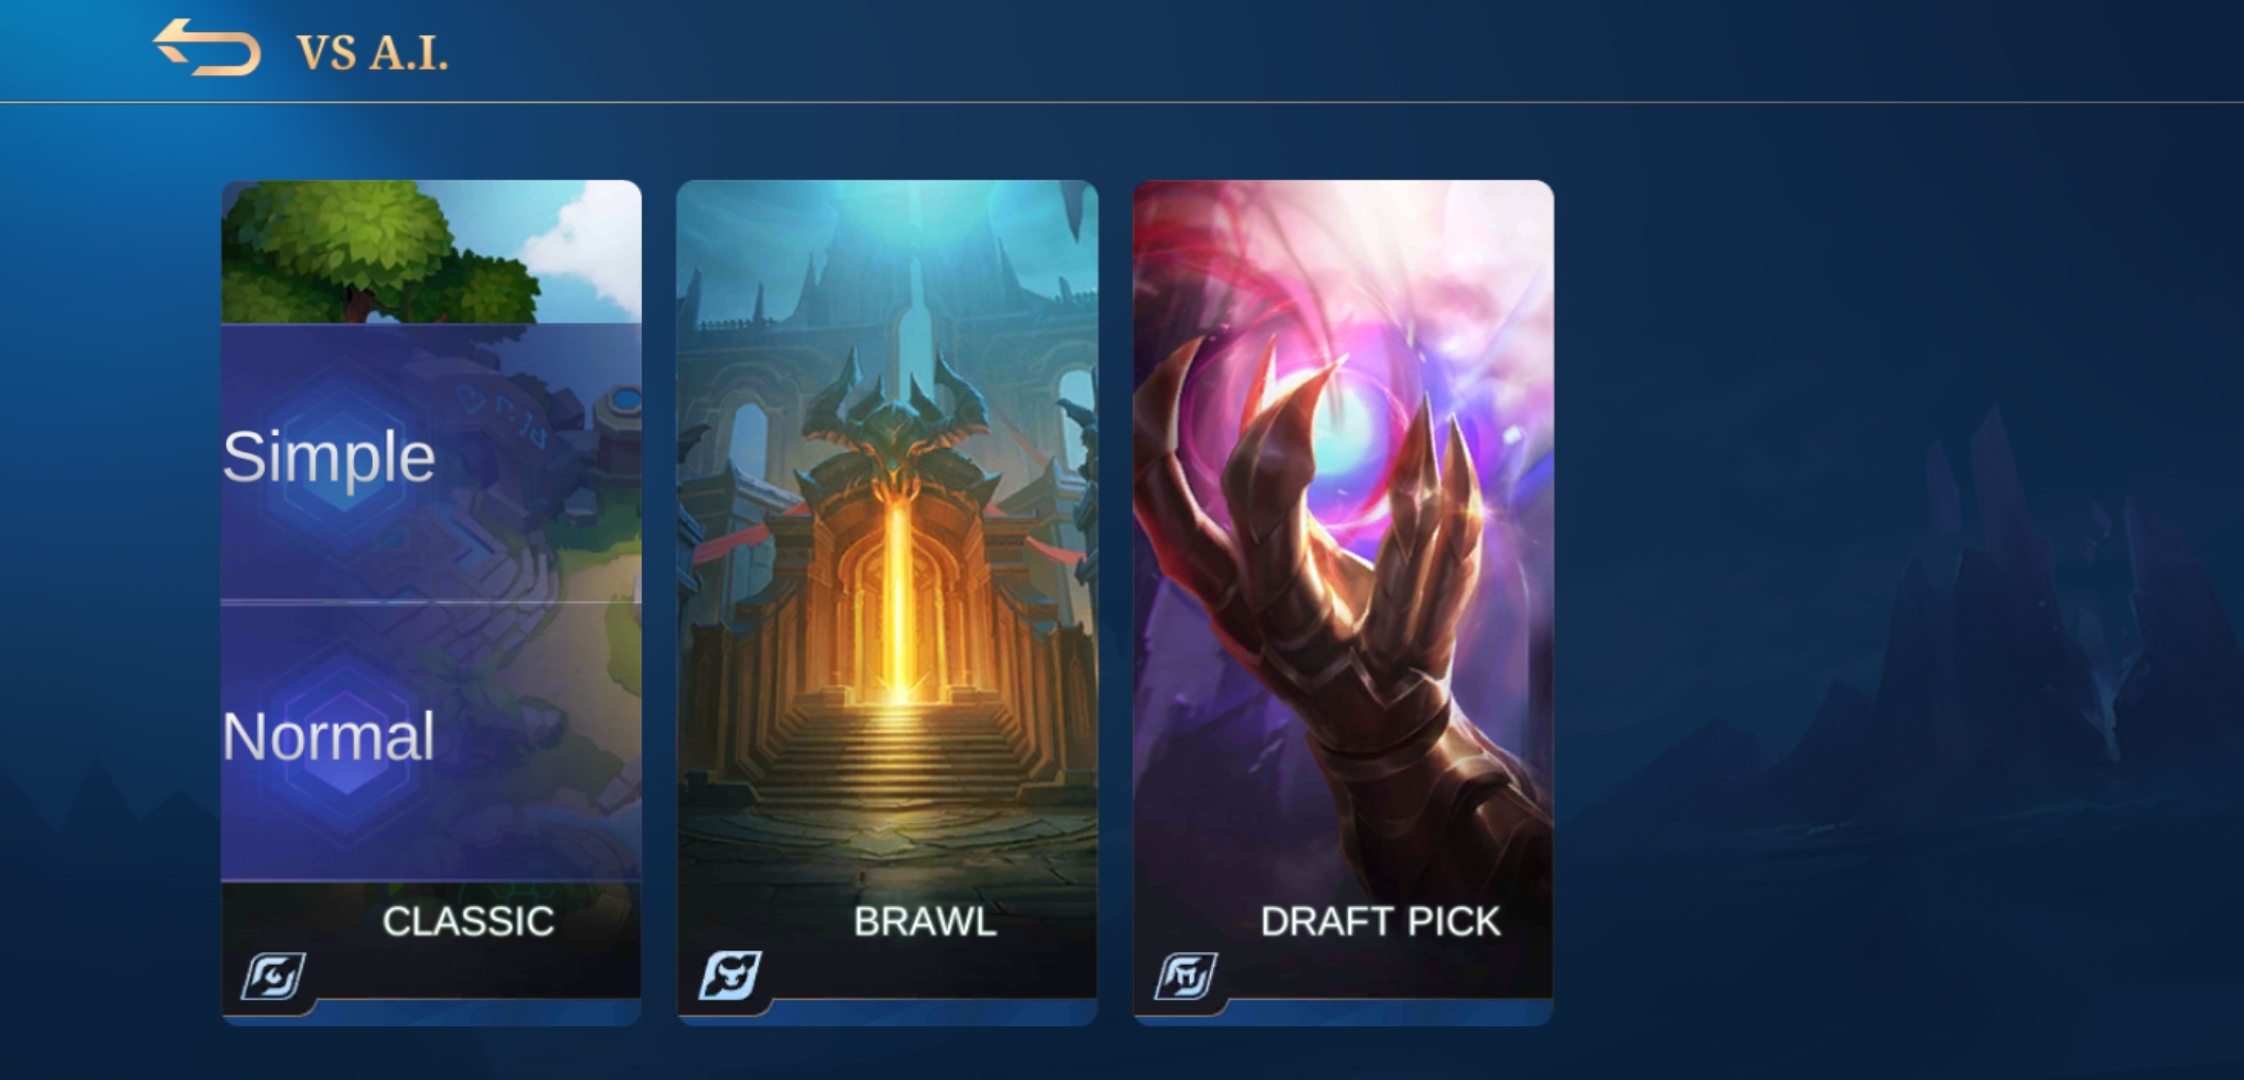 VS A.I.
Simple
Normal
CLASSIC
BRAWL
DRAFT PICK